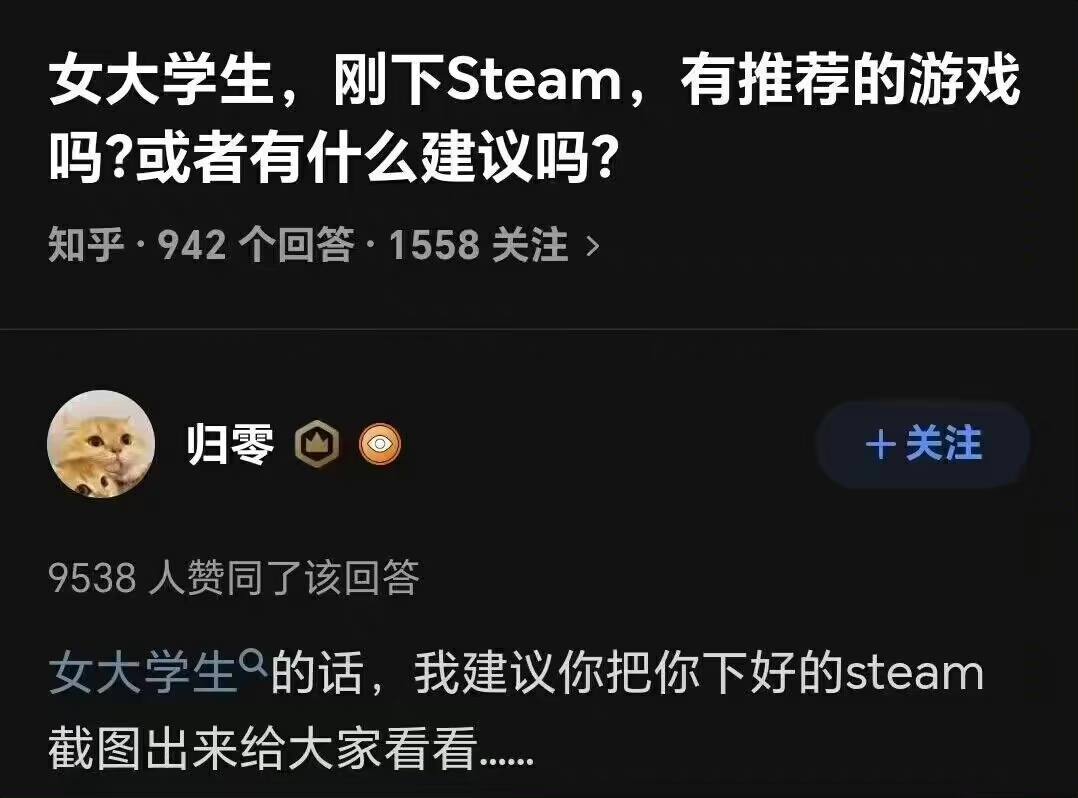 女大学生，刚下Steam，有推荐的游戏
吗?或者有什么建议吗?
知乎 · 942 个回答 · 1558 关注 >
归零
+关注
9538 人赞同了该回答
女大学生的话，我建议你把你下好的steam
截图出来给大家看看......